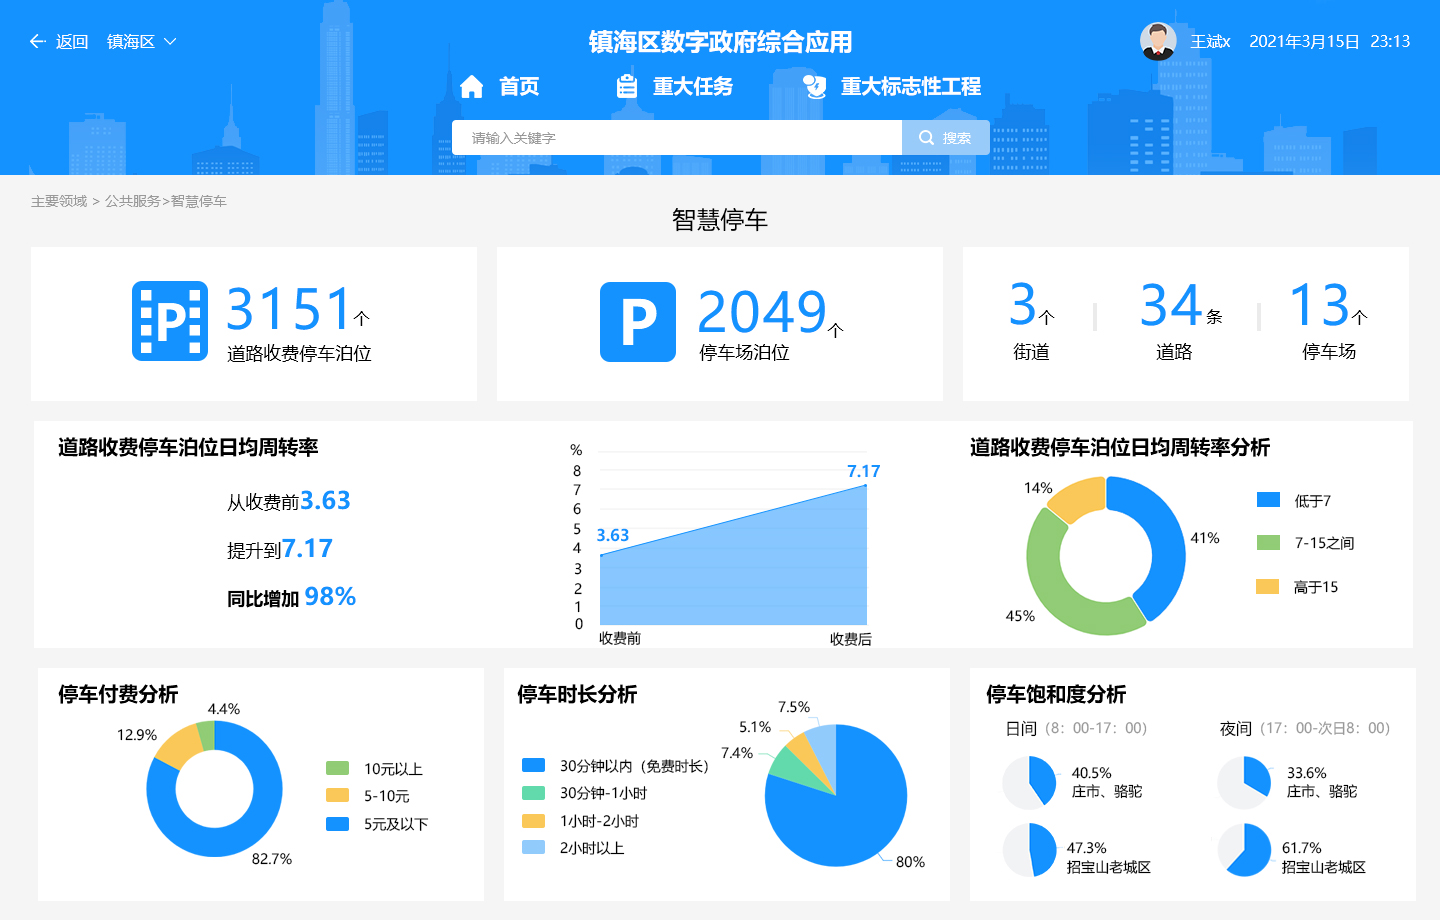 返回 镇海区
镇海区数字政府综合应用
王斌x 2021年3月15日 23:13
首页 重大任务 重大标志性工程
请输入关键字 搜索
主要领域 > 公共服务>智慧停车
智慧停车
P 3151个
道路收费停车泊位
P 2049个
停车场泊位
3个 34条 13个
街道 道路 停车场
道路收费停车泊位日均周转率
从收费前3.63
提升到7.17
同比增加 98%
%
8
7
6
5
4
3
2
1
0
3.63
7.17
收费前 收费后
道路收费停车泊位日均周转率分析
14%
41%
45%
低于7
7-15之间
高于15
停车付费分析
4.4%
12.9%
82.7%
10元以上
5-10元
5元及以下
停车时长分析
7.5%
5.1%
7.4%
80%
30分钟以内（免费时长）
30分钟-1小时
1小时-2小时
2小时以上
停车饱和度分析
日间（8：00-17：00） 夜间（17：00-次日8：00）
40.5%
庄市、骆驼
33.6%
庄市、骆驼
47.3%
招宝山老城区
61.7%
招宝山老城区